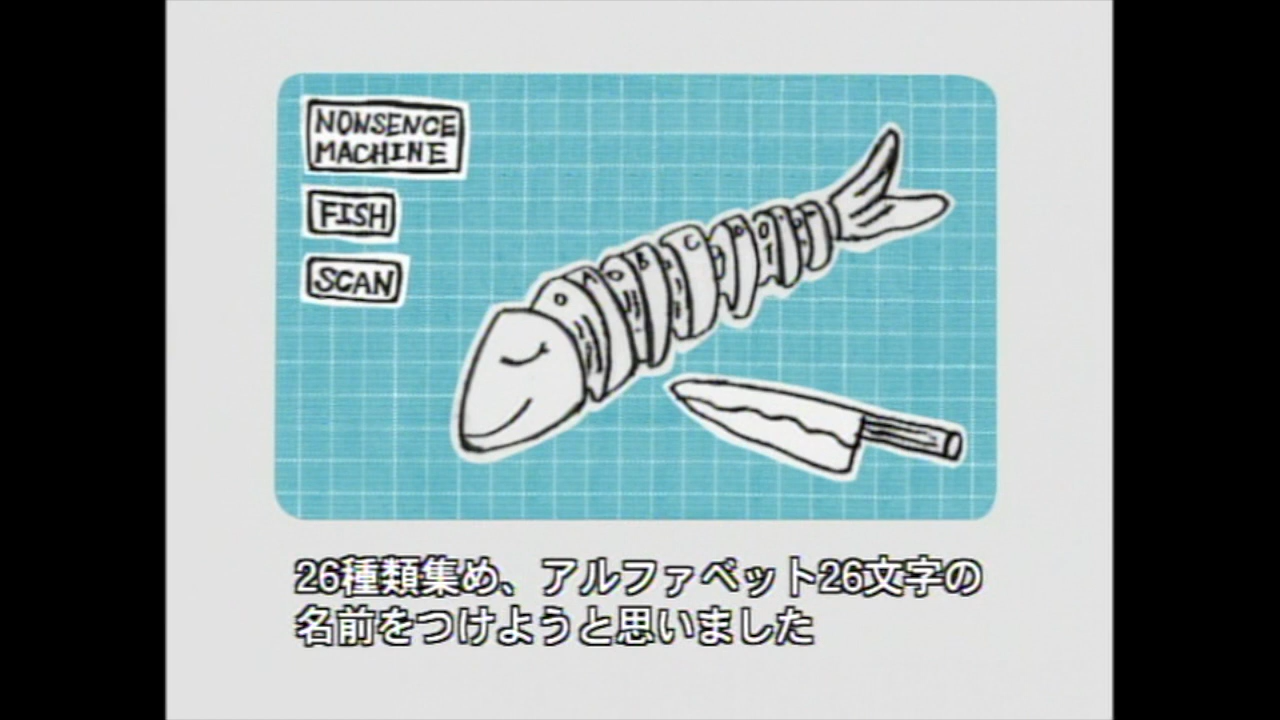 NONSENCE
MACHINE
FISH
SCAN
26種類集め、アルファベット26文字の
名前をつけようと思いました